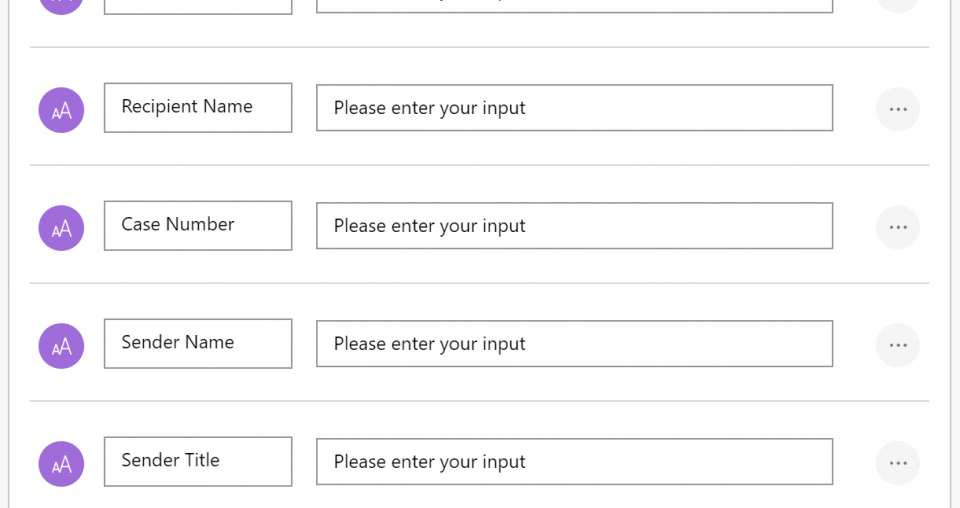 AA Recipient Name Please enter your input ...
AA Case Number Please enter your input ...
AA Sender Name Please enter your input ...
AA Sender Title Please enter your input ...